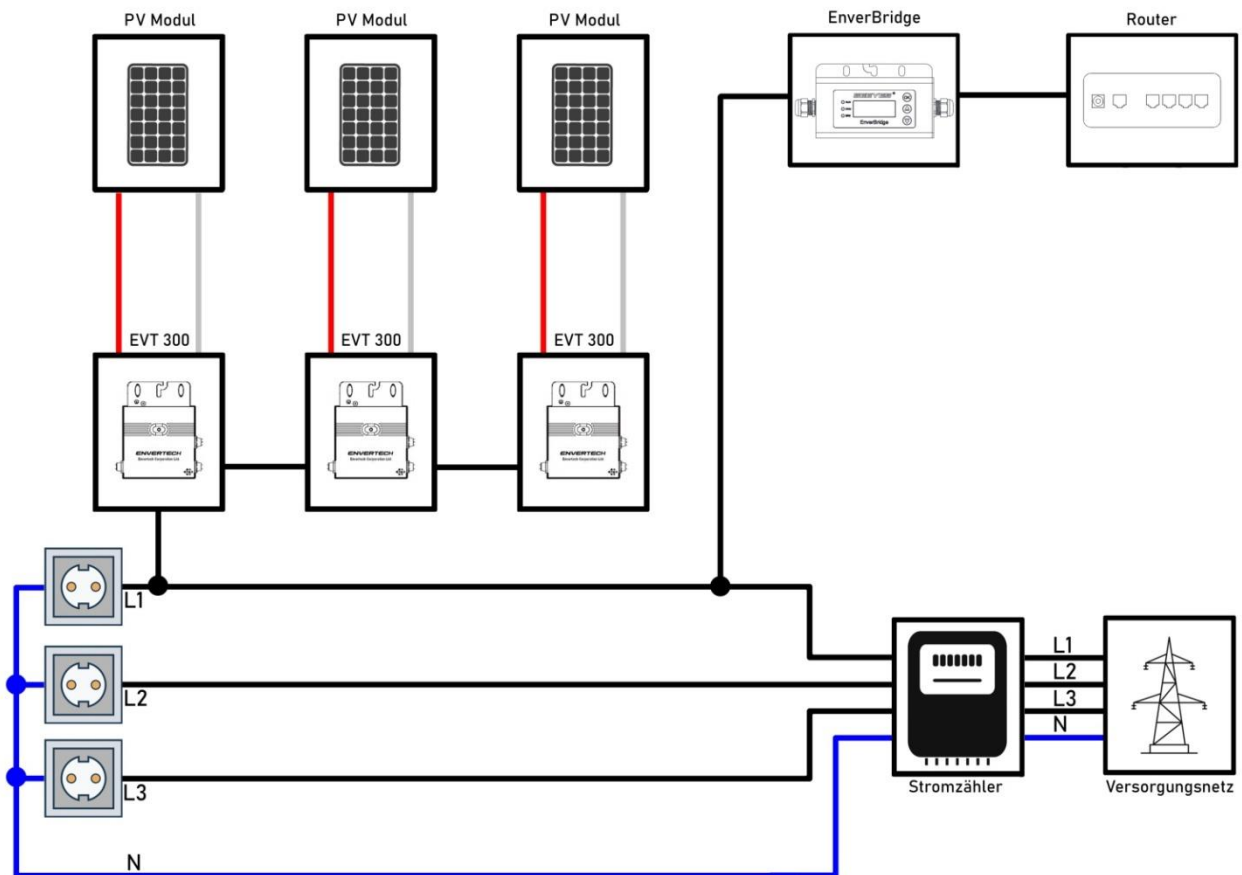 PV Modul
PV Modul
PV Modul
EnverBridge
Router
EnverBridge
EVT 300
EVT 300
EVT 300
ENVERTECH
ENVERTECH
ENVERTECH
L1
L2
L3
N
L1
L2
L3
N
Stromzähler
Versorgungsnetz